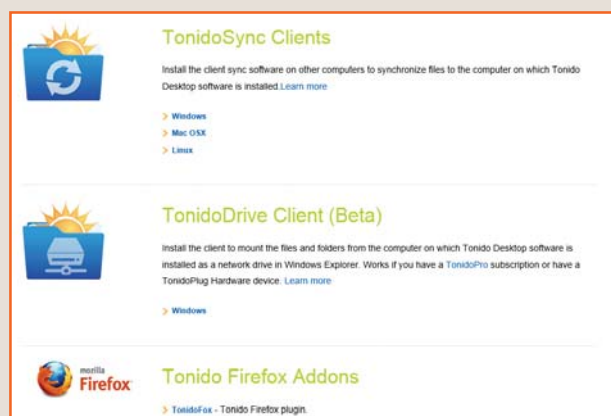 TonidoSync Clients
Install the client sync software on other computers to synchronize files to the computer on which Tonido
Desktop software is installed.Learn more
> Windows
> Mac OSX
> Linux
TonidoDrive Client (Beta)
Install the client to mount the files and folders from the computer on which Tonido Desktop software is
installed as a network drive in Windows Explorer. Works if you have a TonidoPro subscription or have a
TonidoPlug Hardware device. Learn more
> Windows
mozilla
Firefox
Tonido Firefox Addons
> TonidoFox - Tonido Firefox plugin.